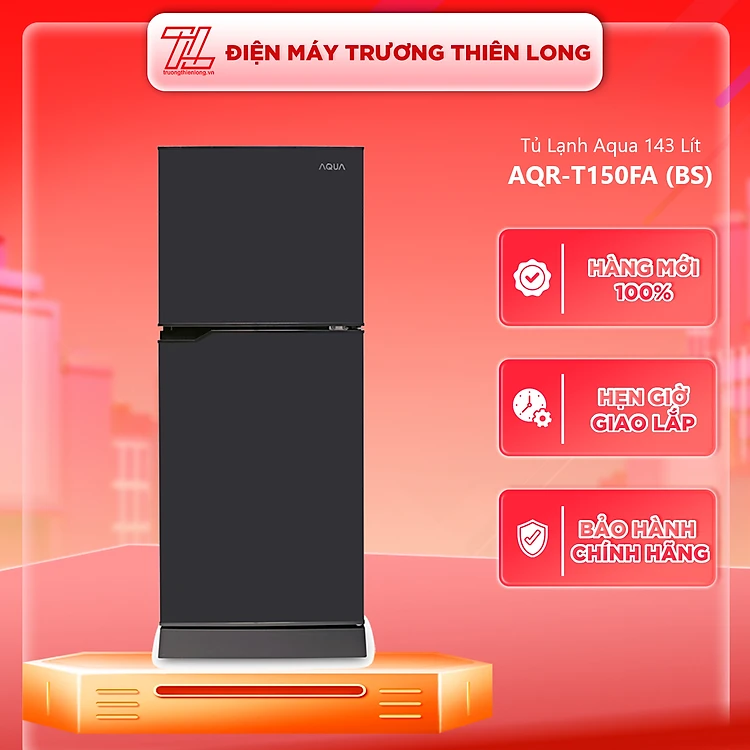 TL
truongthienlong.vn
ĐIỆN MÁY TRƯƠNG THIÊN LONG
AQUA
Tủ Lạnh Aqua 143 Lít
AQR-T150FA (BS)
HÀNG MỚI
100%
HẸN GIỜ
GIAO LẮP
BẢO HÀNH
CHÍNH HÃNG